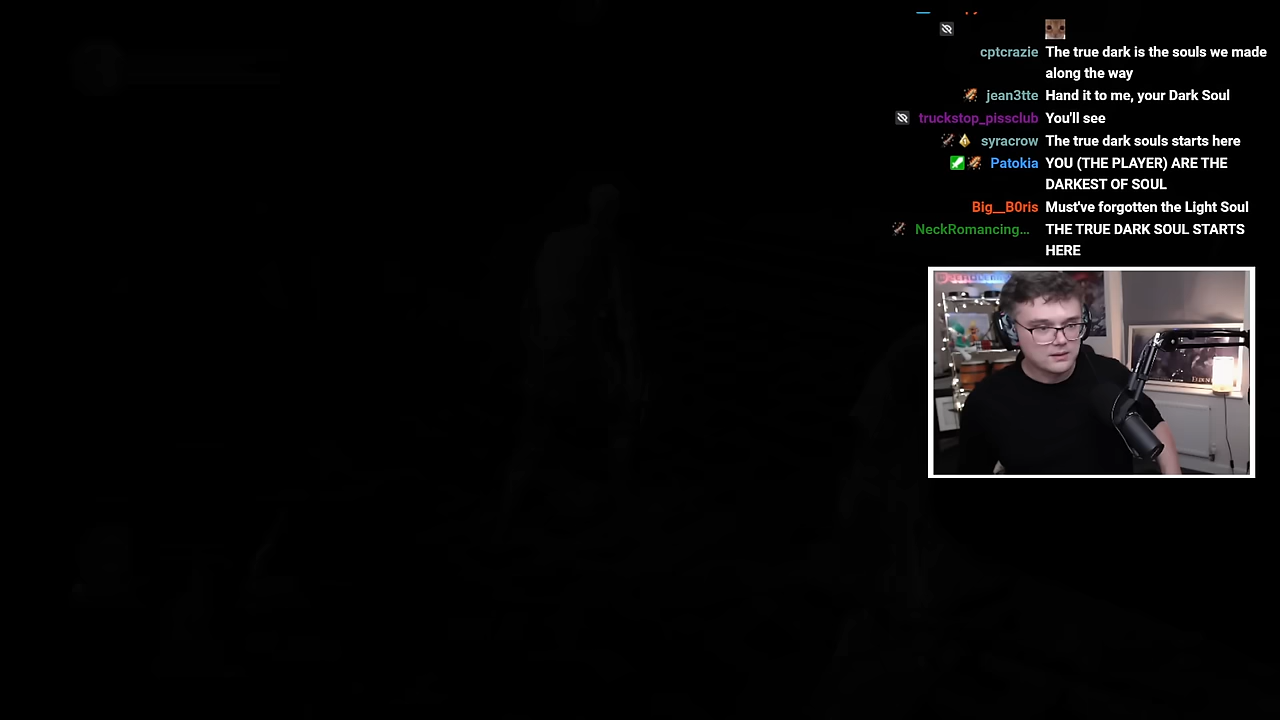 cptcrazie The true dark is the souls we made
along the way
jean3tte Hand it to me, your Dark Soul
truckstop_pissclub You'll see
syracrow The true dark souls starts here
Patokia YOU (THE PLAYER) ARE THE
DARKEST OF SOUL
Big__B0ris Must've forgotten the Light Soul
NeckRomancing... THE TRUE DARK SOUL STARTS
HERE